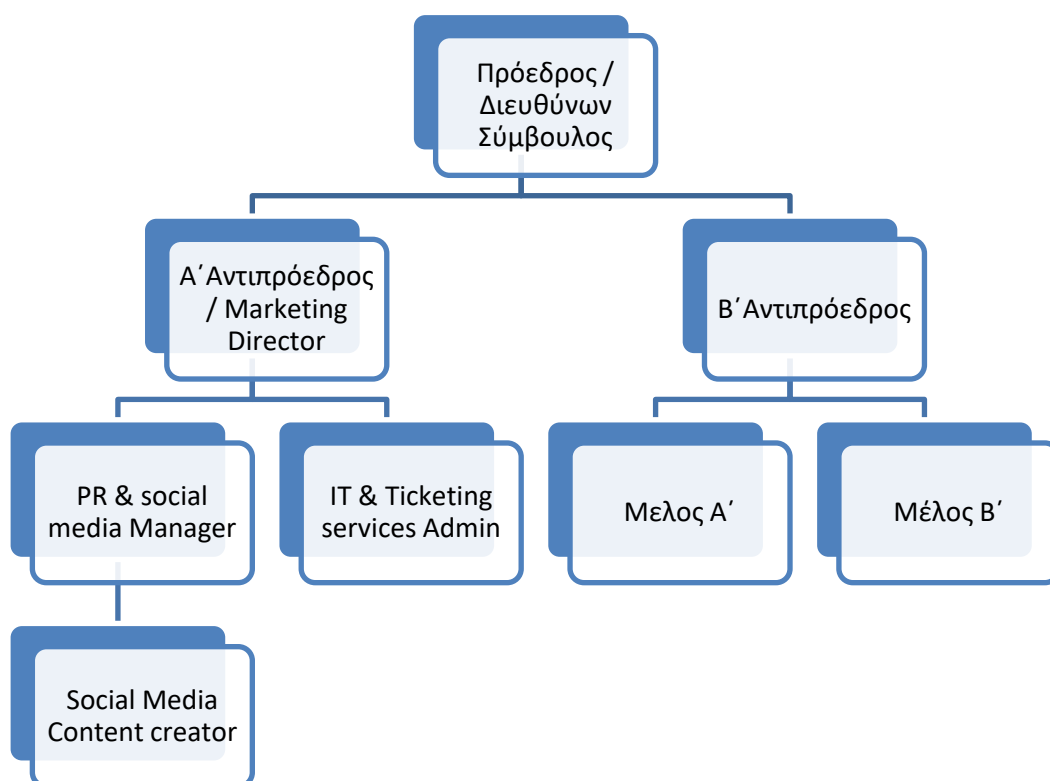 Πρόεδρος /
Διευθύνων
Σύμβουλος
Α΄Αντιπρόεδρος
/ Marketing
Director
Β΄Αντιπρόεδρος
PR & social
media Manager
IT & Ticketing
services Admin
Μελος Α΄
Μέλος Β΄
Social Media
Content creator